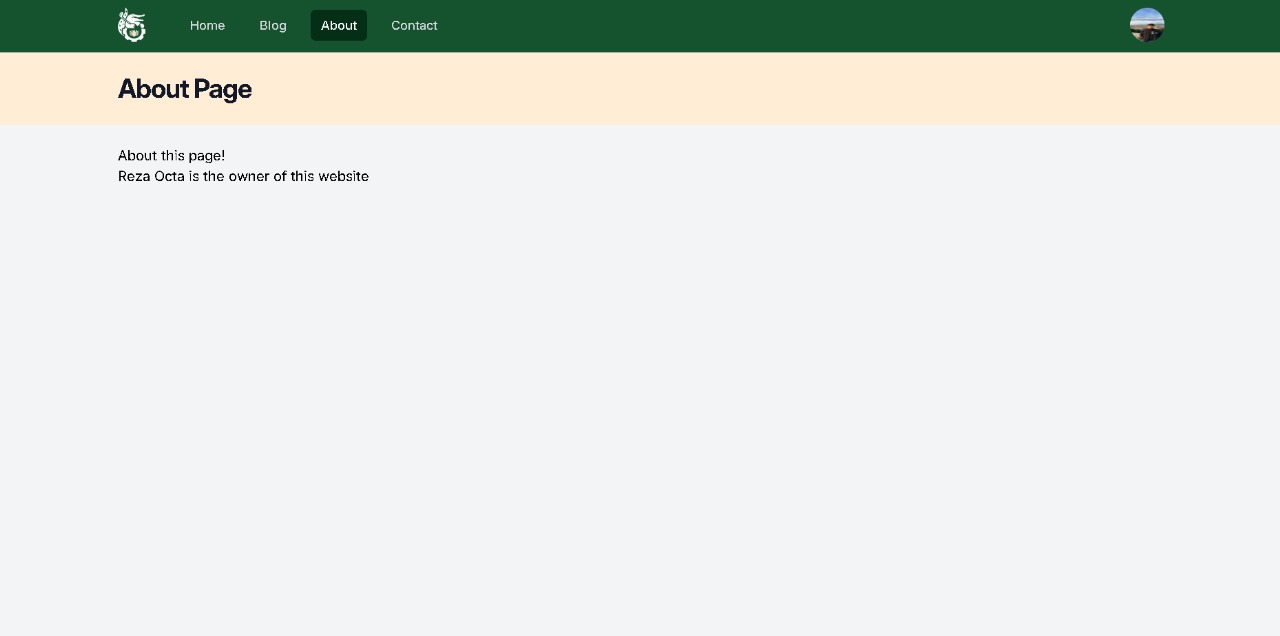 Home Blog About Contact
About Page
About this page!
Reza Octa is the owner of this website